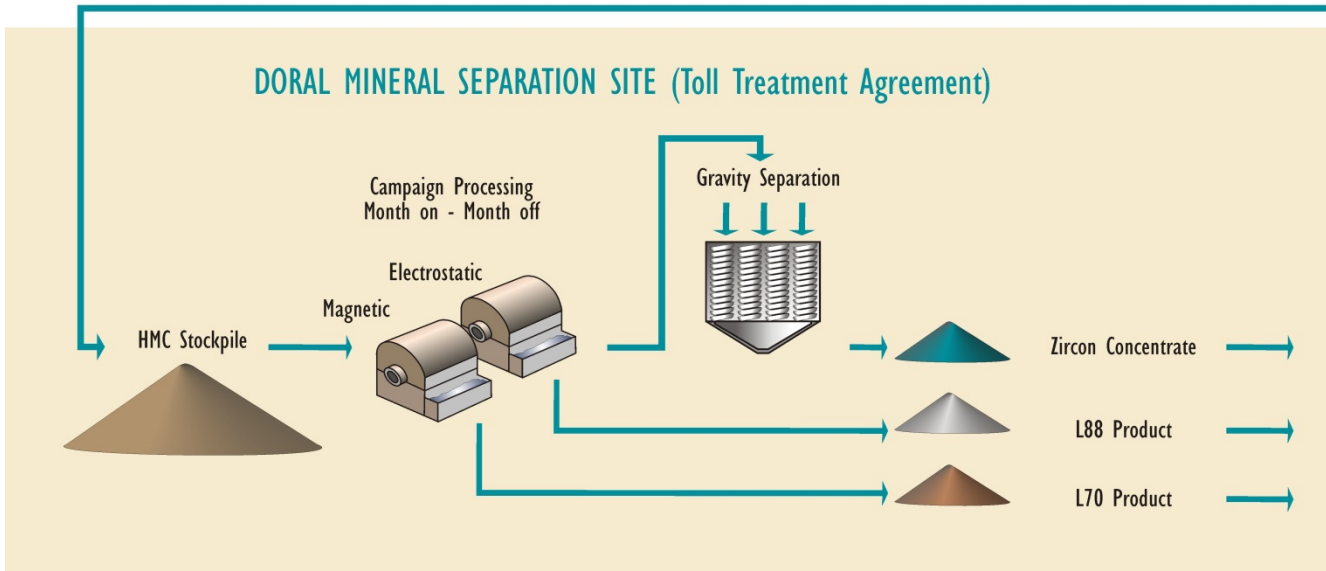 DORAL MINERAL SEPARATION SITE (Toll Treatment Agreement)
Campaign Processing
Month on - Month off
Gravity Separation
Electrostatic
Magnetic
HMC Stockpile
Zircon Concentrate
L88 Product
L70 Product